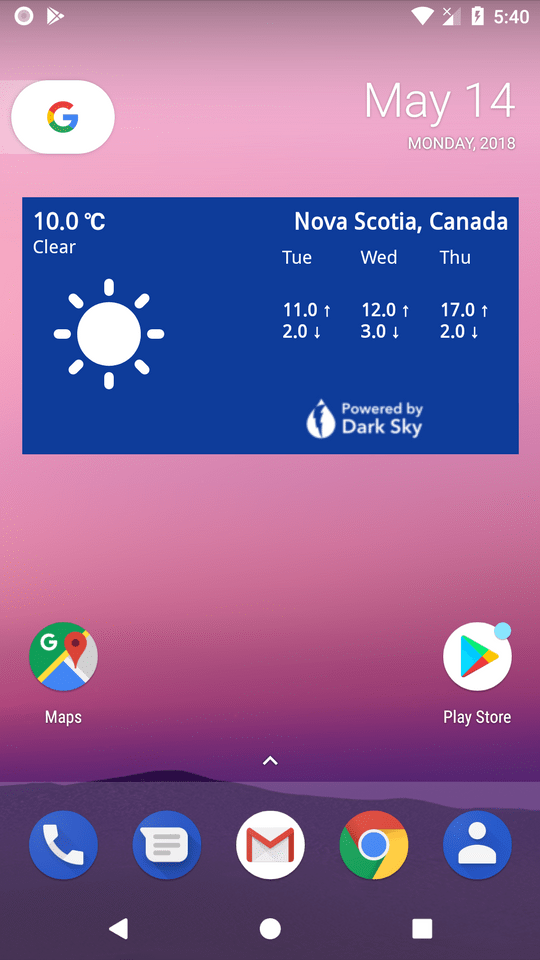 5:40
G
May 14
MONDAY, 2018
10.0 ℃
Clear
Nova Scotia, Canada
Tue Wed Thu
11.0 ↑ 12.0 ↑ 17.0 ↑
2.0 ↓ 3.0 ↓ 2.0 ↓
Powered by
Dark Sky
G
Maps
Play Store